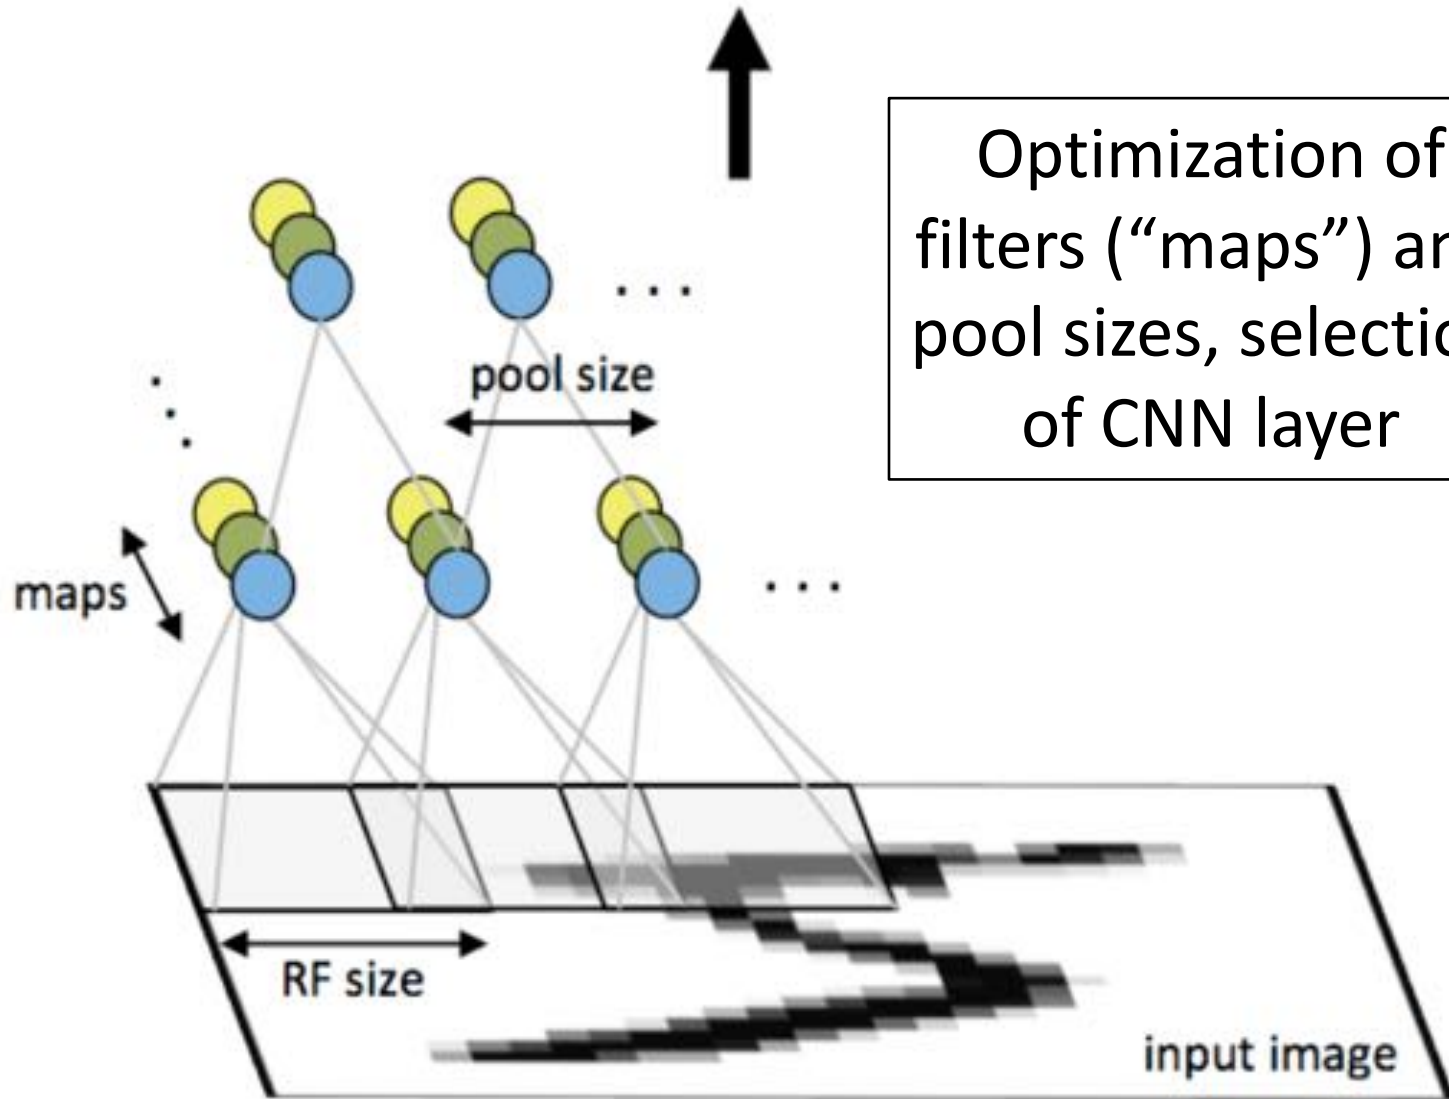 Optimization of
filters (“maps”) an
pool sizes, selectio
of CNN layer
. . .
pool size
maps
. . .
RF size
input image